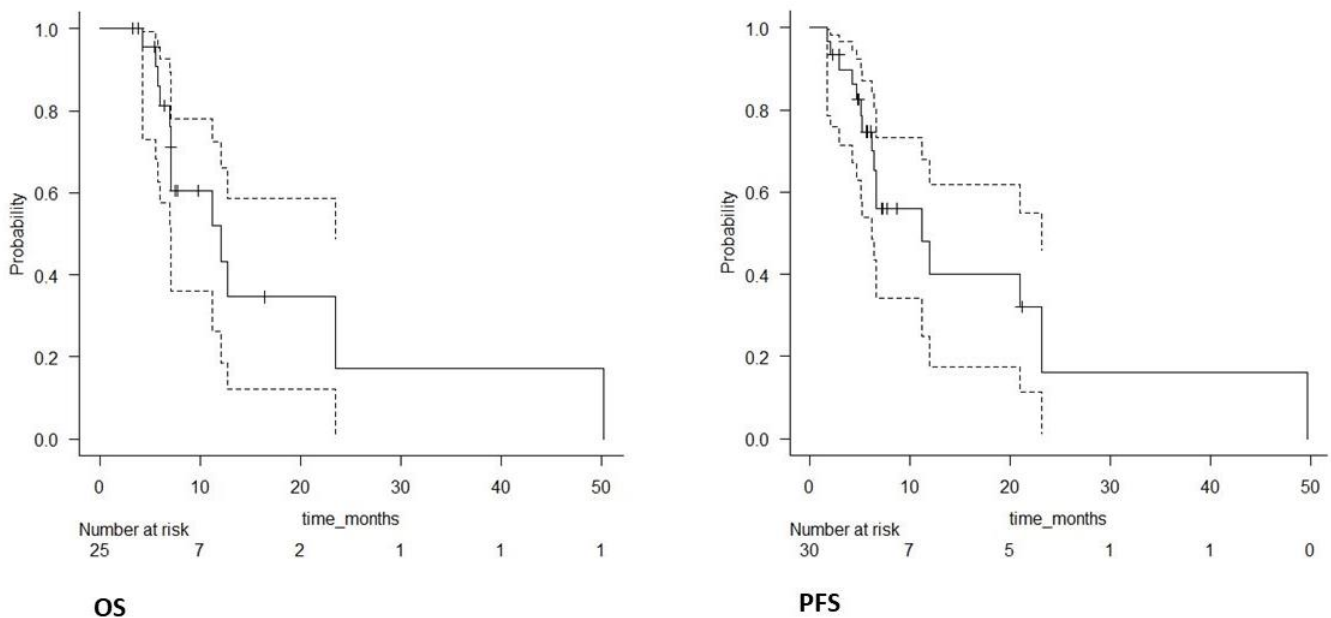 1.0
0.8
0.6
0.4
0.2
0.0
Probability
0 10 20 30 40 50
time_months
Number at risk
25 7 2 1 1 1
OS
1.0
0.8
0.6
0.4
0.2
0.0
Probability
0 10 20 30 40 50
time_months
Number at risk
30 7 5 1 1 0
PFS